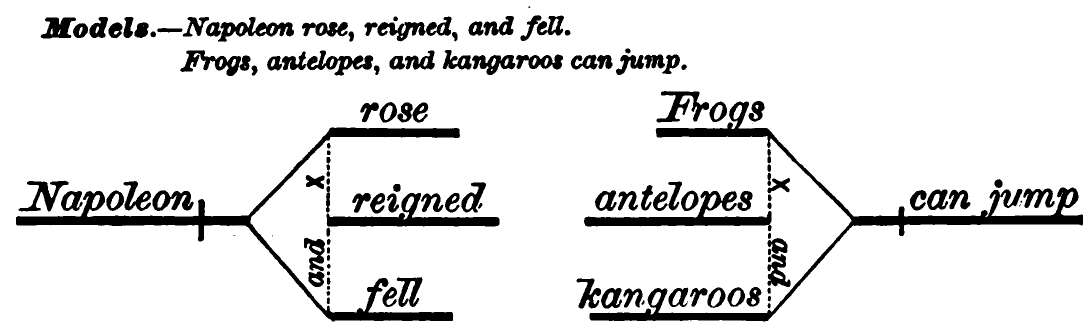 Models.—Napoleon rose, reigned, and fell.
Frogs, antelopes, and kangaroos can jump.
rose
Napoleon
X
reigned
and
fell
Frogs
antelopes
X
can jump
and
kangaroos